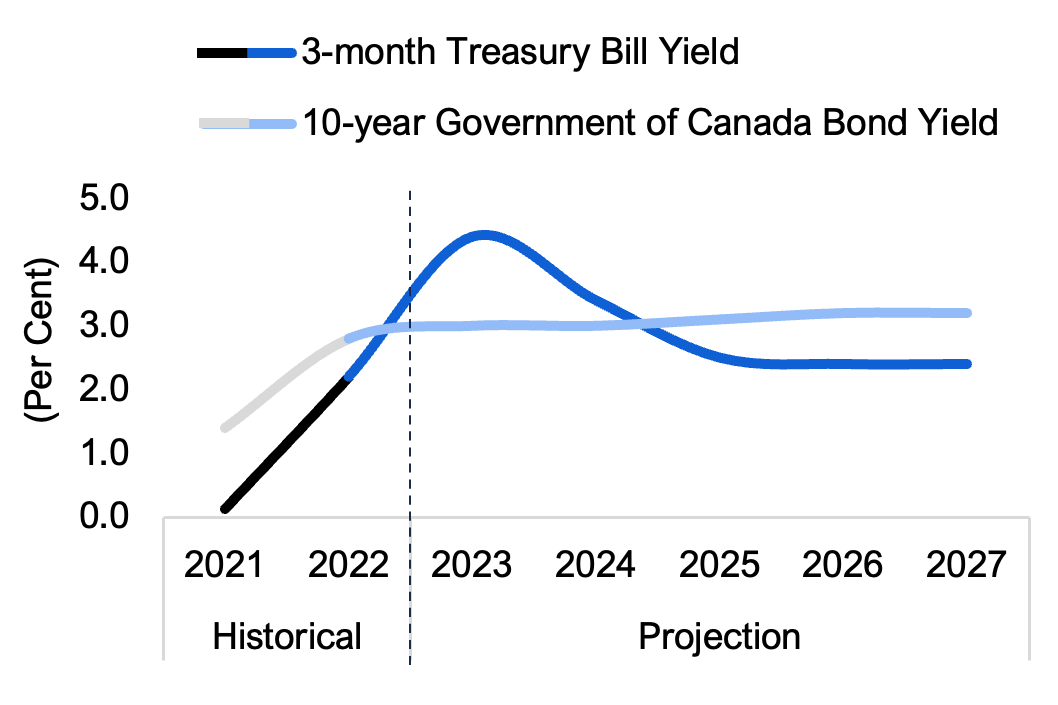 3-month Treasury Bill Yield
10-year Government of Canada Bond Yield
(Per Cent)
5.0
4.0
3.0
2.0
1.0
0.0
2021 2022 2023 2024 2025 2026 2027
Historical Projection